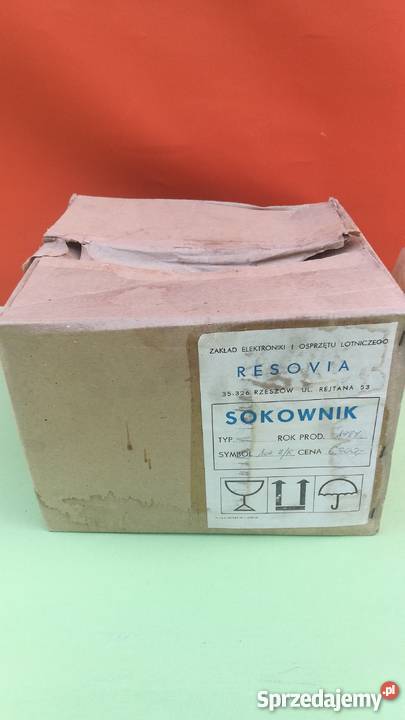 ZAKŁAD ELEKTRONIKI I OSPRZĘTU LOTNICZEGO
RESOVIA
35-326 RZESZÓW UL. REJTANA 53
SOKOWNIK
TYP ROK PROD.
SYMBOL CENA
Sprzedajemy.pl